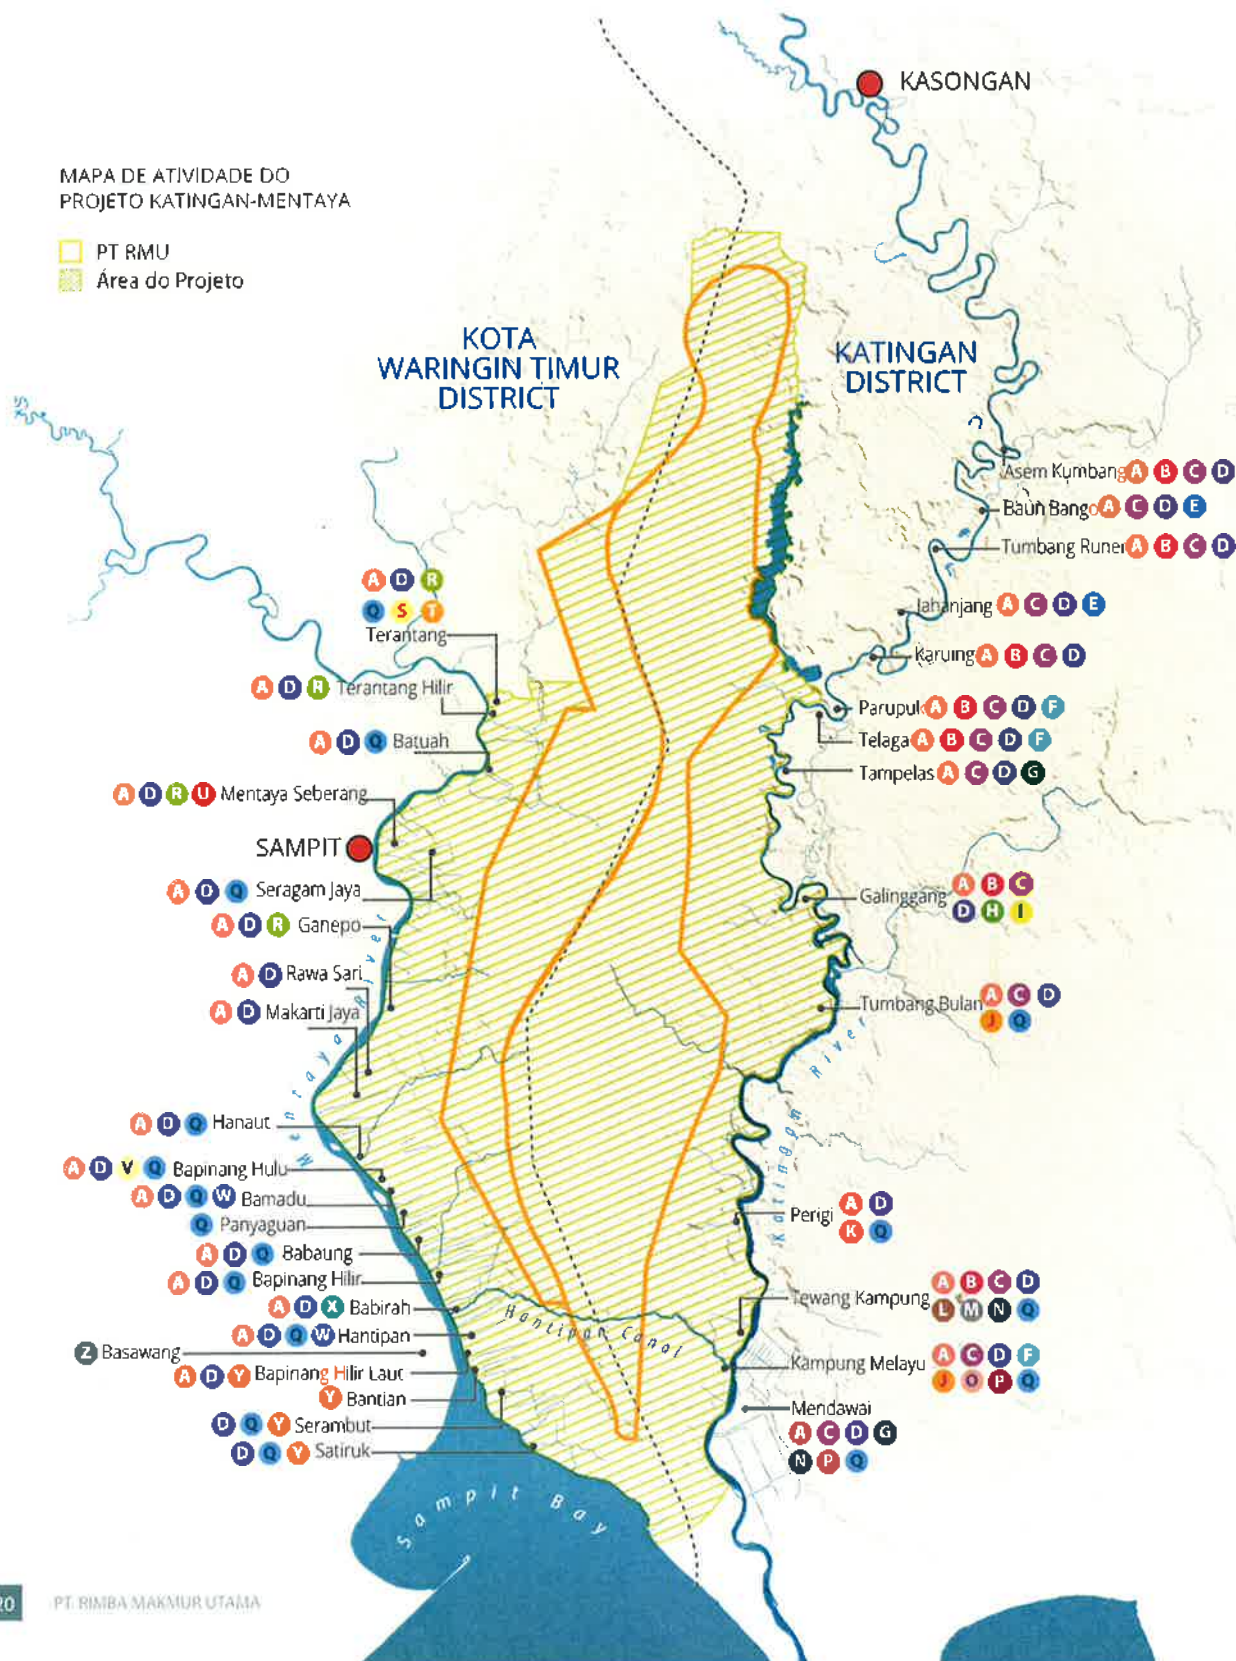 KASONGAN
MAPA DE ATIVIDADE DO
PROJETO KATINGAN-MENTAYA
PT RMU
Área do Projeto
KOTA
WARINGIN TIMUR
DISTRICT
KATINGAN
DISTRICT
Asem Kumbang A B C D
Baun Bango A C D E
Tumbang Runen A B C D
Jahanjang A C D E
Karuing A B C D
Parupuk A B C D F
Telaga A B C D F
Tampelas A C D G
Galinggang A B C
D H I
Tumbang Bulan A C D
J Q
Perigi A D
K Q
Tewang Kampung A B C D
L M N Q
Kampung Melayu A C D F
J O P Q
Mendawai
A C D G
N P Q
A D R
Q S T
Terantang
A D R Terantang Hilir
A D Q Batuah
A D R U Mentaya Seberang
SAMPIT
A D Q Seragam Jaya
A D R Ganepo
A D Rawa Sari
A D Makarti Jaya
A D Q Hanaut
A D V Q Bapinang Hulu
A D Q W Bamadu
Q Panyaguan
A D Q Babaung
A D Q Bapinang Hilir
A D X Babirah
A D Q W Hantipan
Z Basawang
A D Y Bapinang Hilir Laut
Y Bantian
D Q Y Serambut
D Q Y Satiruk
Mentaya River
Katingan River
Hantipan Canal
Sampit Bay
20 PT. RIMBA MAKMUR UTAMA